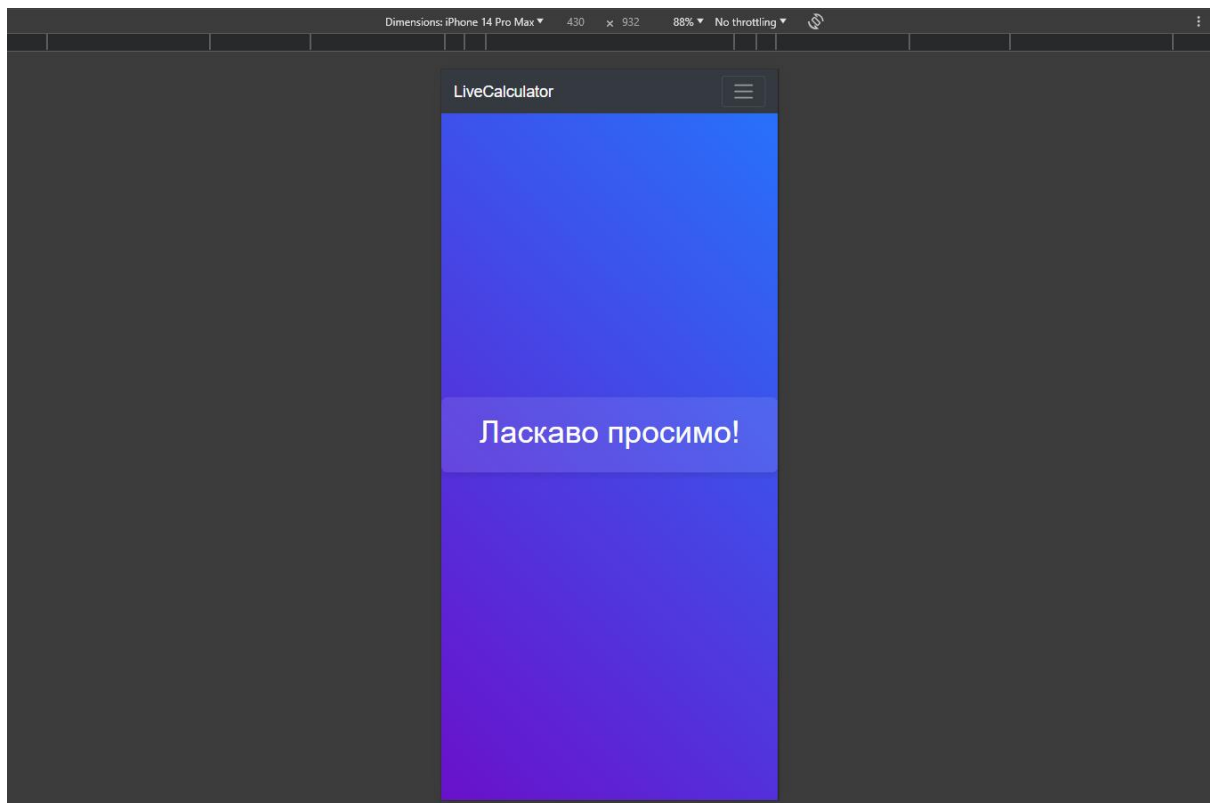 Dimensions: iPhone 14 Pro Max ▼ 430 x 932 88% ▼ No throttling ▼
LiveCalculator
Ласкаво просимо!